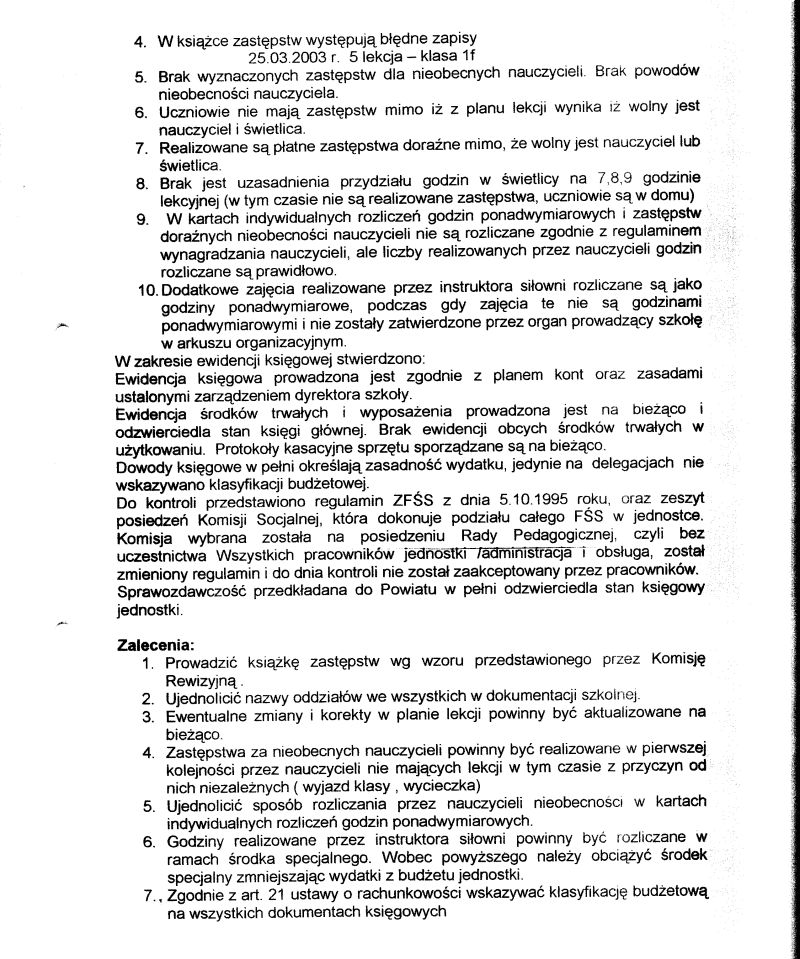 4. W książce zastępstw występują błędne zapisy
25.03.2003 r. 5 lekcja – klasa 1f
5. Brak wyznaczonych zastępstw dla nieobecnych nauczycieli. Brak powodów
nieobecności nauczyciela.
6. Uczniowie nie mają zastępstw mimo iż z planu lekcji wynika iż wolny jest
nauczyciel i świetlica.
7. Realizowane są płatne zastępstwa doraźne mimo, że wolny jest nauczyciel lub
świetlica.
8. Brak jest uzasadnienia przydziału godzin w świetlicy na 7,8,9 godzinie
lekcyjnej (w tym czasie nie są realizowane zastępstwa, uczniowie są w domu)
9. W kartach indywidualnych rozliczeń godzin ponadwymiarowych i zastępstw
doraźnych nieobecności nauczycieli nie są rozliczane zgodnie z regulaminem
wynagradzania nauczycieli, ale liczby realizowanych przez nauczycieli godzin
rozliczane są prawidłowo.
10. Dodatkowe zajęcia realizowane przez instruktora siłowni rozliczane są jako
godziny ponadwymiarowe, podczas gdy zajęcia te nie są godzinami
ponadwymiarowymi i nie zostały zatwierdzone przez organ prowadzący szkołę
w arkuszu organizacyjnym.
W zakresie ewidencji księgowej stwierdzono:
Ewidencja księgowa prowadzona jest zgodnie z planem kont oraz zasadami
ustalonymi zarządzeniem dyrektora szkoły.
Ewidencja środków trwałych i wyposażenia prowadzona jest na bieżąco i
odzwierciedla stan księgi głównej. Brak ewidencji obcych środków trwałych w
użytkowaniu. Protokoły kasacyjne sprzętu sporządzane są na bieżąco.
Dowody księgowe w pełni określają zasadność wydatku, jedynie na delegacjach nie
wskazywano klasyfikacji budżetowej.
Do kontroli przedstawiono regulamin ZFŚS z dnia 5.10.1995 roku, oraz zeszyt
posiedzeń Komisji Socjalnej, która dokonuje podziału całego FŚS w jednostce.
Komisja wybrana została na posiedzeniu Rady Pedagogicznej, czyli bez
uczestnictwa Wszystkich pracowników jednostki /administracja i obsługa, został
zmieniony regulamin i do dnia kontroli nie został zaakceptowany przez pracowników.
Sprawozdawczość przedkładana do Powiatu w pełni odzwierciedla stan księgowy
jednostki.
Zalecenia:
1. Prowadzić książkę zastępstw wg wzoru przedstawionego przez Komisję
Rewizyjną .
2. Ujednolicić nazwy oddziałów we wszystkich w dokumentacji szkolnej.
3. Ewentualne zmiany i korekty w planie lekcji powinny być aktualizowane na
bieżąco.
4. Zastępstwa za nieobecnych nauczycieli powinny być realizowane w pierwszej
kolejności przez nauczycieli nie mających lekcji w tym czasie z przyczyn od
nich niezależnych ( wyjazd klasy , wycieczka)
5. Ujednolicić sposób rozliczania przez nauczycieli nieobecności w kartach
indywidualnych rozliczeń godzin ponadwymiarowych.
6. Godziny realizowane przez instruktora siłowni powinny być rozliczane w
ramach środka specjalnego. Wobec powyższego należy obciążyć środek
specjalny zmniejszając wydatki z budżetu jednostki.
7., Zgodnie z art. 21 ustawy o rachunkowości wskazywać klasyfikację budżetową
na wszystkich dokumentach księgowych